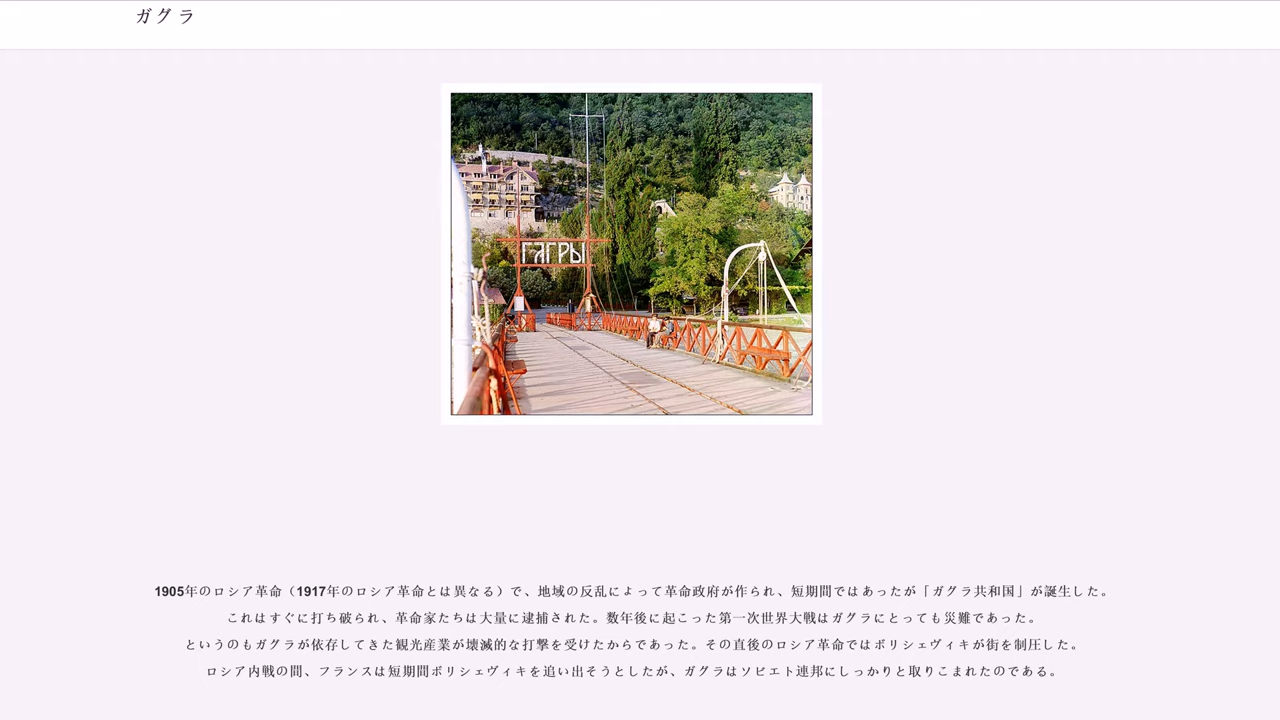 ガグラ
ГАГРЫ
1905年のロシア革命（1917年のロシア革命とは異なる）で、地域の反乱によって革命政府が作られ、短期間ではあったが「ガグラ共和国」が誕生した。
これはすぐに打ち破られ、革命家たちは大量に逮捕された。数年後に起こった第一次世界大戦はガグラにとっても災難であった。
というのもガグラが依存してきた観光産業が壊滅的な打撃を受けたからであった。その直後のロシア革命ではボリシェヴィキが街を制圧した。
ロシア内戦の間、フランスは短期間ボリシェヴィキを追い出そうとしたが、ガグラはソビエト連邦にしっかりと取りこまれたのである。